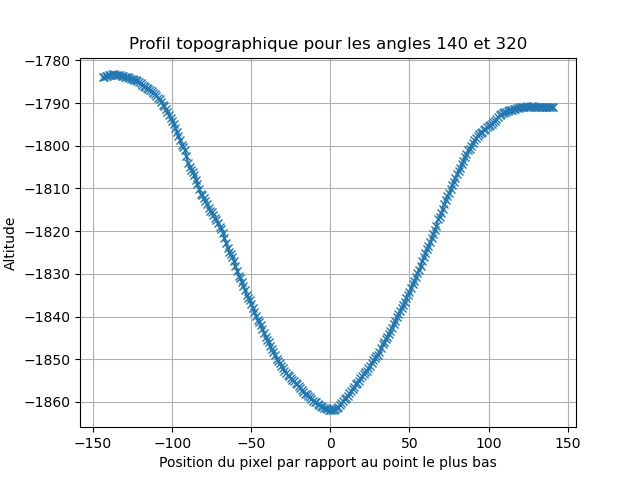 Profil topographique pour les angles 140 et 320
−1780
−1790
−1800
−1810
−1820
−1830
−1840
−1850
−1860
Altitude
−150 −100 −50 0 50 100 150
Position du pixel par rapport au point le plus bas